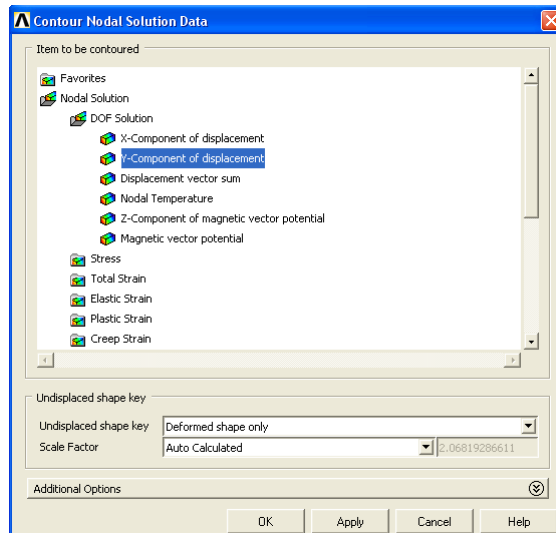 Contour Nodal Solution Data
Item to be contoured
Favorites
Nodal Solution
DOF Solution
X-Component of displacement
Y-Component of displacement
Displacement vector sum
Nodal Temperature
Z-Component of magnetic vector potential
Magnetic vector potential
Stress
Total Strain
Elastic Strain
Plastic Strain
Creep Strain
Undisplaced shape key
Undisplaced shape key Deformed shape only
Scale Factor Auto Calculated 2.06819286611
Additional Options
OK Apply Cancel Help